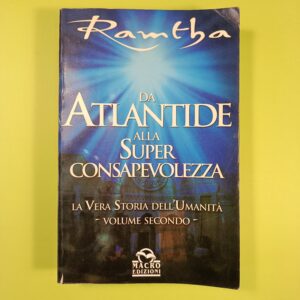 Ramtha
DA
ATLANTIDE
ALLA
SUPER
CONSAPEVOLEZZA
LA VERA STORIA DELL'UMANITÀ
- VOLUME SECONDO -
MACRO
EDIZIONI